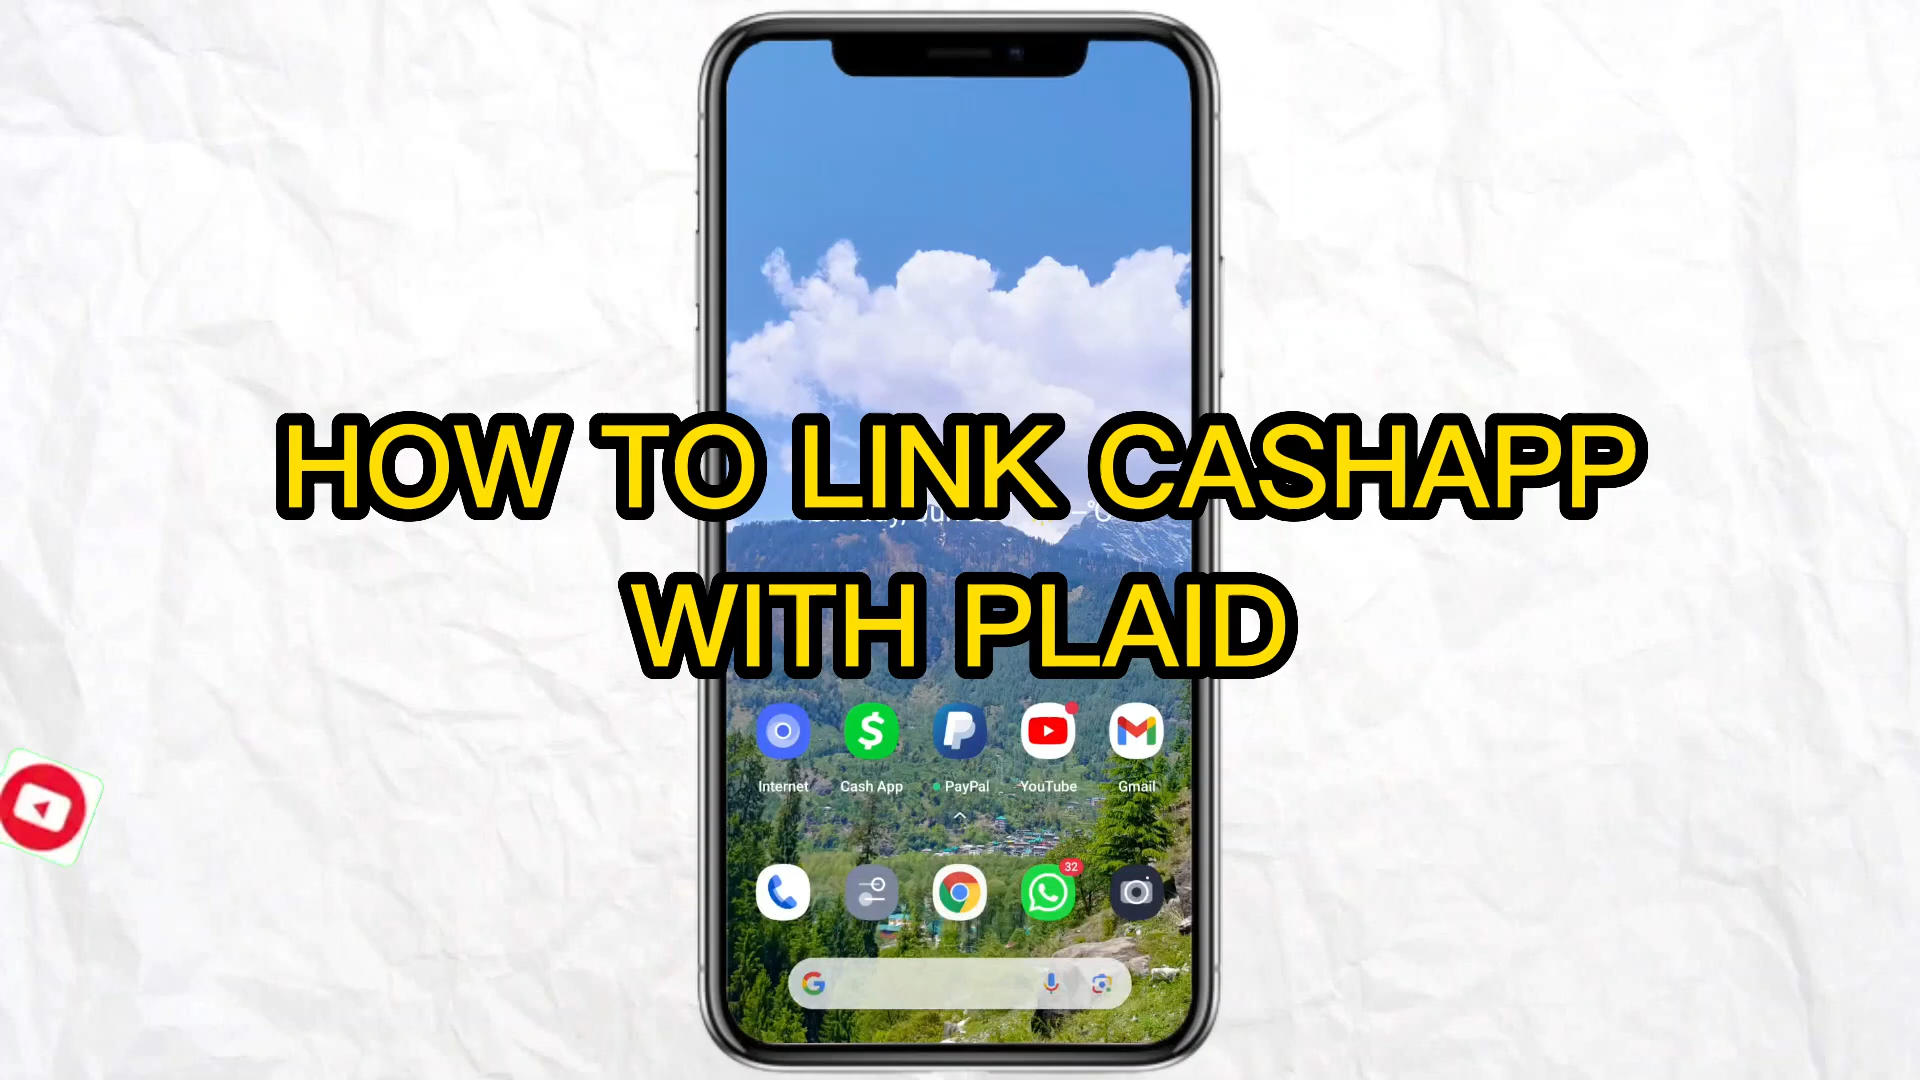 HOW TO LINK CASHAPP
WITH PLAID
Internet
Cash App
PayPal
YouTube
Gmail
32